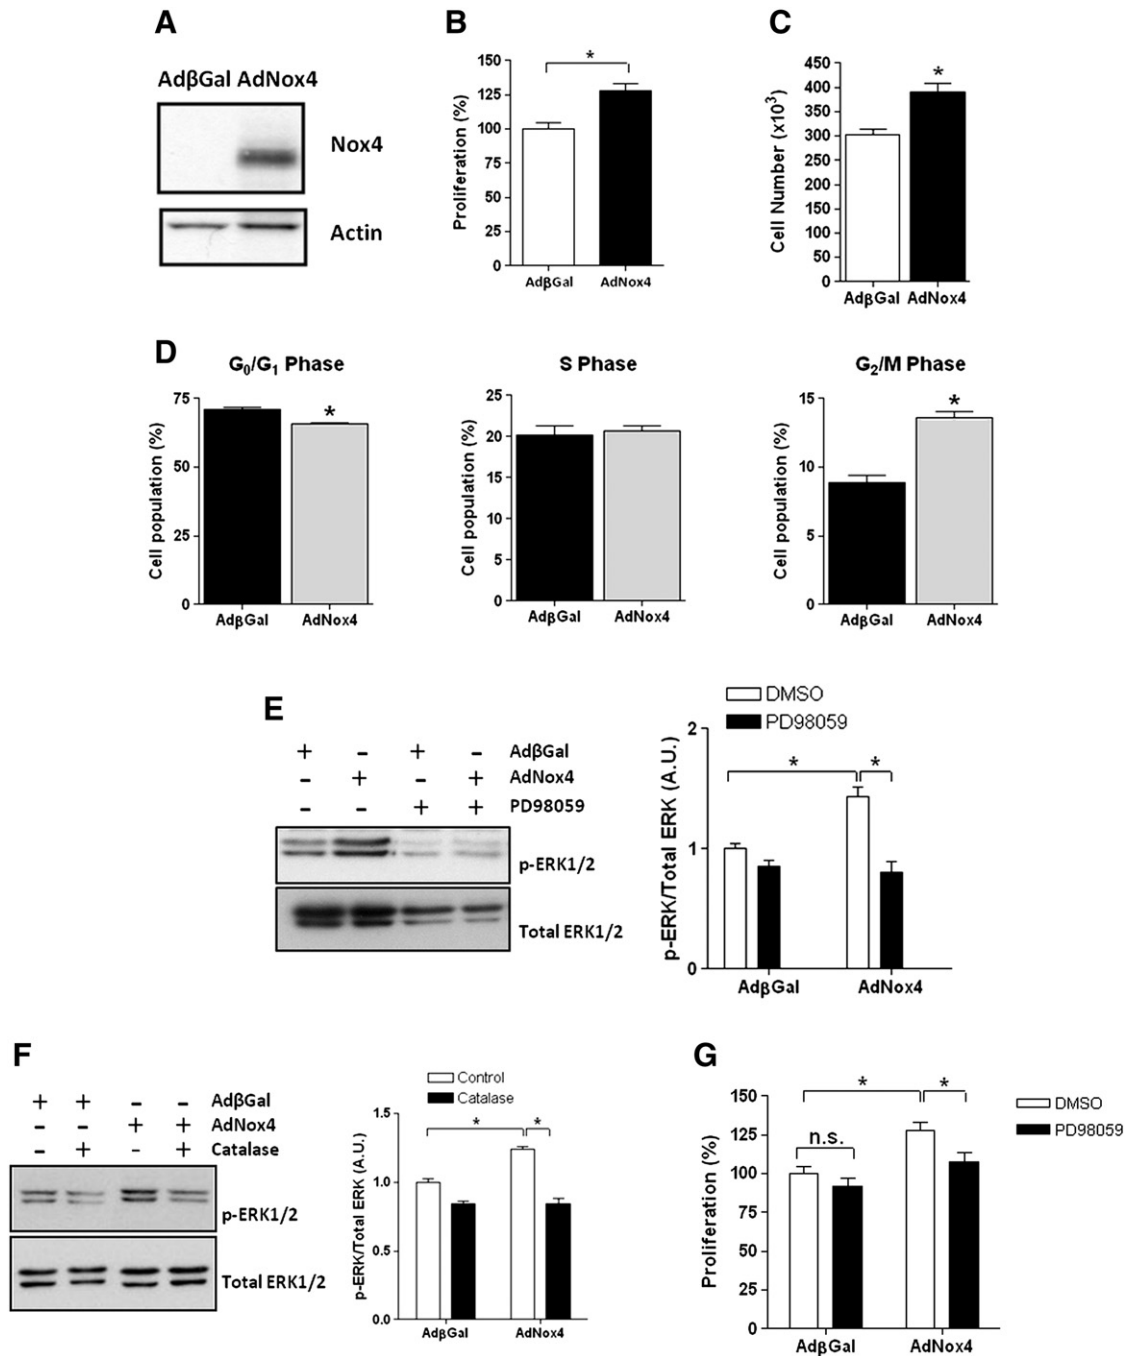 A
AdβGal AdNox4
Nox4
Actin
B
Proliferation (%)
150
125
100
75
50
25
0
*
AdβGal AdNox4
C
Cell Number (x10³)
450
400
350
300
250
200
150
100
50
0
*
AdβGal AdNox4
D
G₀/G₁ Phase
Cell population (%)
75
50
25
0
*
AdβGal AdNox4
S Phase
Cell population (%)
25
20
15
10
5
0
AdβGal AdNox4
G₂/M Phase
Cell population (%)
15
10
5
0
*
AdβGal AdNox4
E
+ - + - AdβGal
- + - + AdNox4
- - + + PD98059
p-ERK1/2
Total ERK1/2
DMSO
PD98059
p-ERK/Total ERK (A.U.)
2
1
0
* *
AdβGal AdNox4
F
+ + - - AdβGal
- - + + AdNox4
- + - + Catalase
p-ERK1/2
Total ERK1/2
Control
Catalase
p-ERK/Total ERK (A.U.)
1.5
1.0
0.5
0.0
* *
AdβGal AdNox4
G
Proliferation (%)
150
125
100
75
50
25
0
* *
n.s.
DMSO
PD98059
AdβGal AdNox4